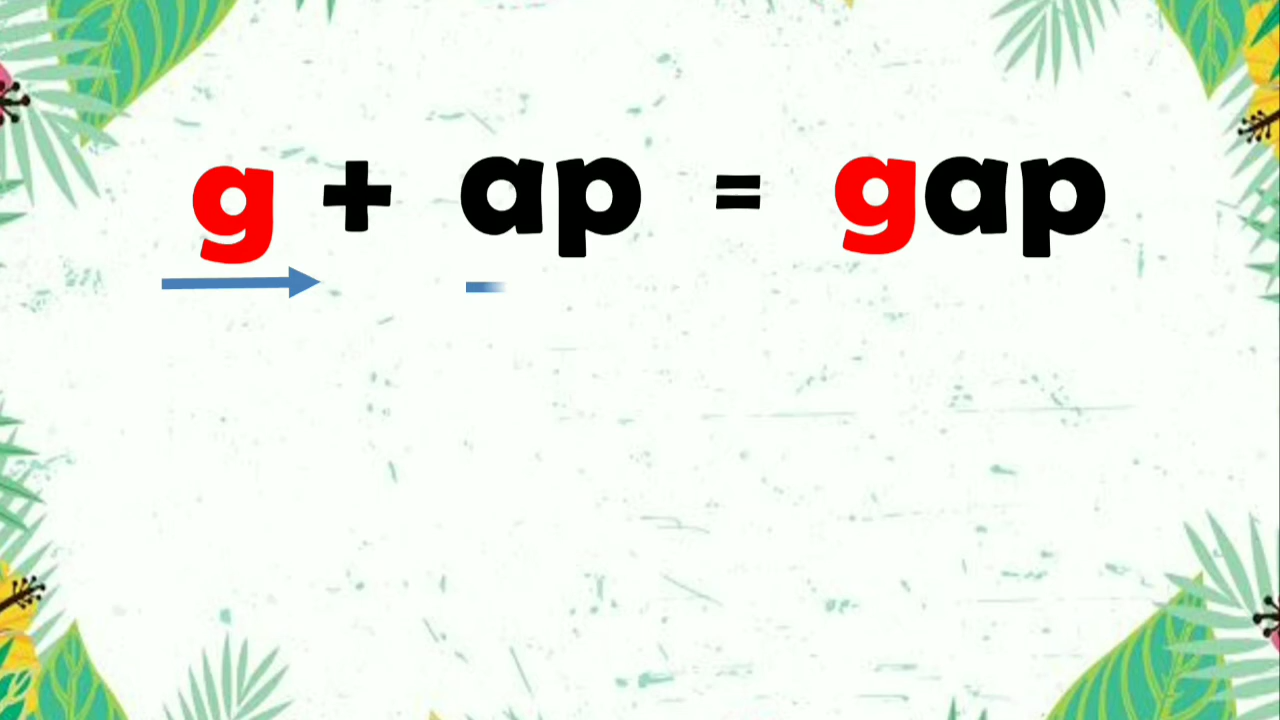 g + ap = gap